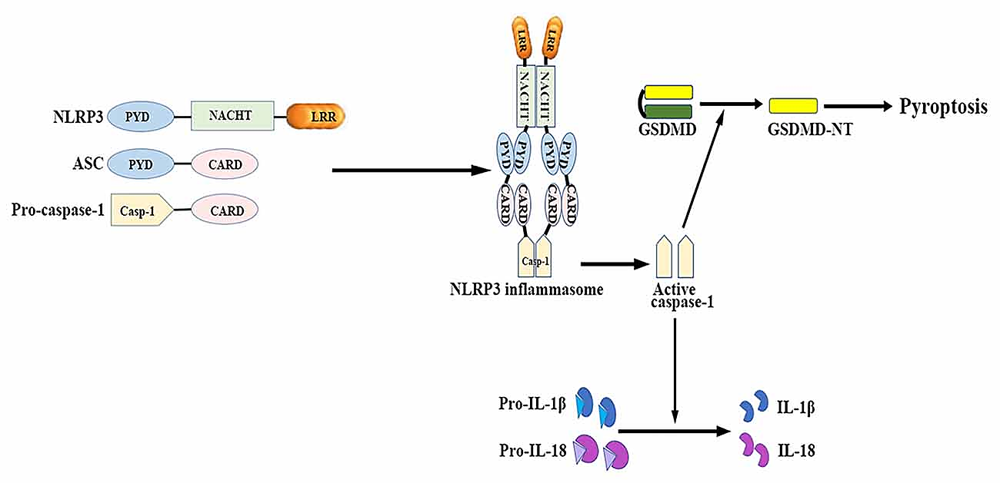 NLRP3 PYD NACHT LRR
ASC PYD CARD
Pro-caspase-1 Casp-1 CARD
LRR LRR
NACHT NACHT
PYD PYD PYD PYD
CARD CARD CARD CARD
Casp-1
NLRP3 inflammasome
Active
caspase-1
GSDMD
GSDMD-NT
Pyroptosis
Pro-IL-1β
IL-1β
Pro-IL-18
IL-18